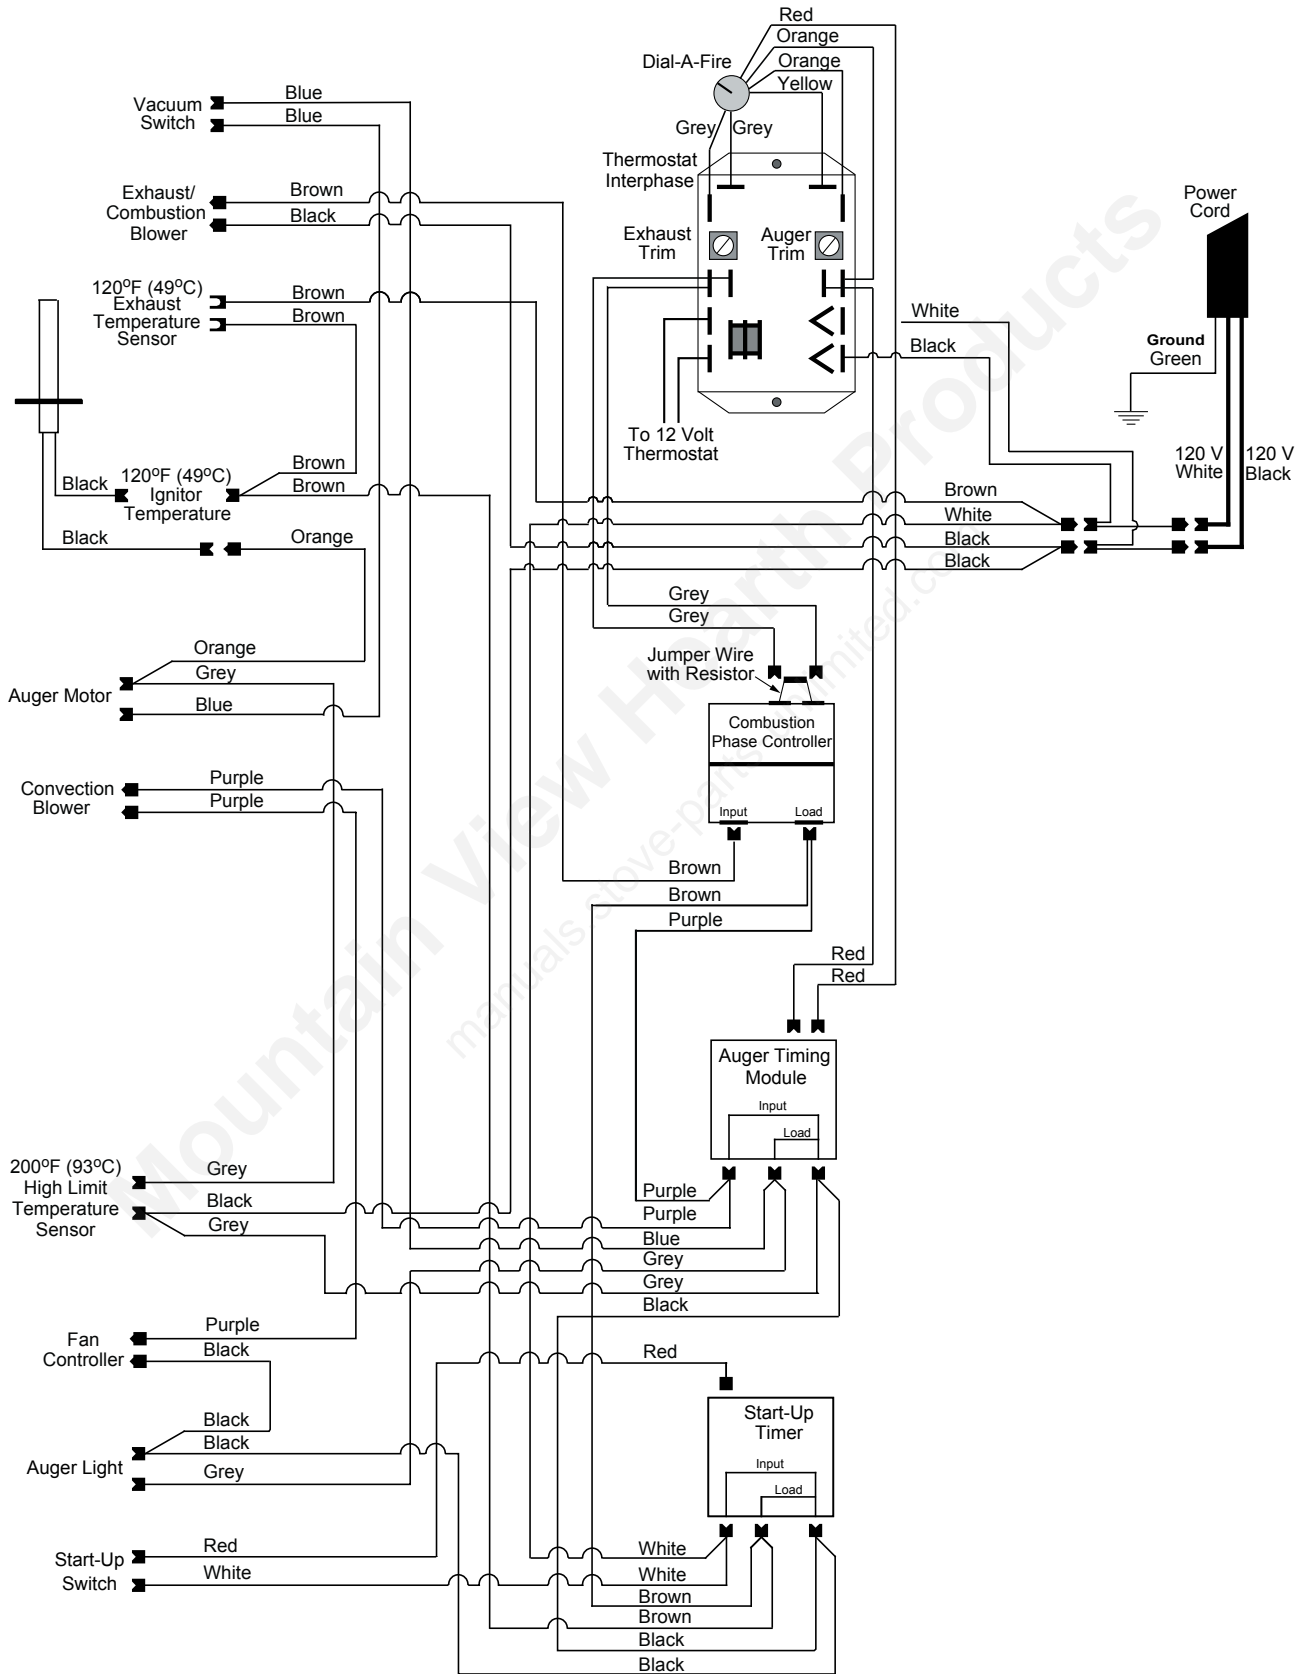 Red
Orange
Dial-A-Fire
Orange
Yellow
Grey
Grey
Blue
Vacuum
Switch
Blue
Thermostat
Interphase
Exhaust/
Combustion
Blower
Brown
Black
Power
Cord
Exhaust
Trim
Auger
Trim
120°F (49°C)
Exhaust
Temperature
Sensor
Brown
Brown
White
Black
Ground
Green
To 12 Volt
Thermostat
120 V
White
120 V
Black
Brown
Black
120°F (49°C)
Ignitor
Temperature
Brown
Brown
White
Black
Orange
Black
Black
Grey
Grey
Orange
Grey
Auger Motor
Blue
Jumper Wire
with Resistor
Combustion
Phase Controller
Input
Load
Convection
Blower
Purple
Purple
Brown
Brown
Purple
Red
Red
Auger Timing
Module
Input
Load
200°F (93°C)
High Limit
Temperature
Sensor
Grey
Black
Grey
Purple
Purple
Blue
Grey
Grey
Black
Fan
Controller
Purple
Black
Red
Start-Up
Timer
Input
Load
Black
Black
Auger Light
Grey
Start-Up
Switch
Red
White
White
White
Brown
Brown
Black
Black
Mountain View Hearth Products
manuals.stove-parts-unlimited.com